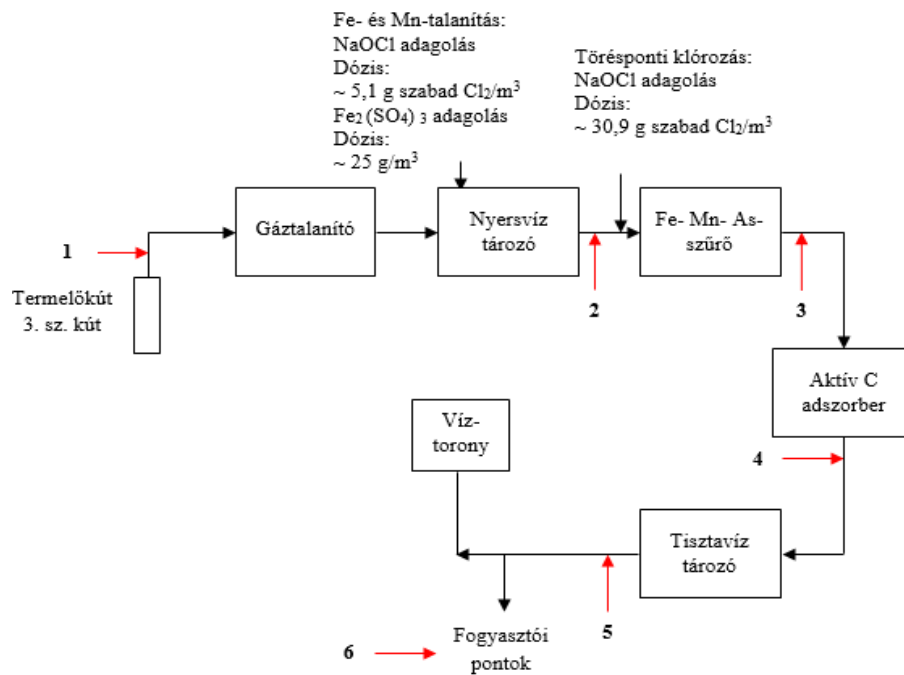 Fe- és Mn-talanítás:
NaOCl adagolás
Dózis:
~ 5,1 g szabad Cl₂/m³
Fe₂ (SO₄) ₃ adagolás
Dózis:
~ 25 g/m³
Törésponti klórozás:
NaOCl adagolás
Dózis:
~ 30,9 g szabad Cl₂/m³
Gáztalanító
Nyersvíz
tározó
Fe- Mn- As-
szűrő
1
2
3
Termelőkút
3. sz. kút
Aktív C
adszorber
Víz-
torony
4
Tisztavíz
tározó
5
6
Fogyasztói
pontok